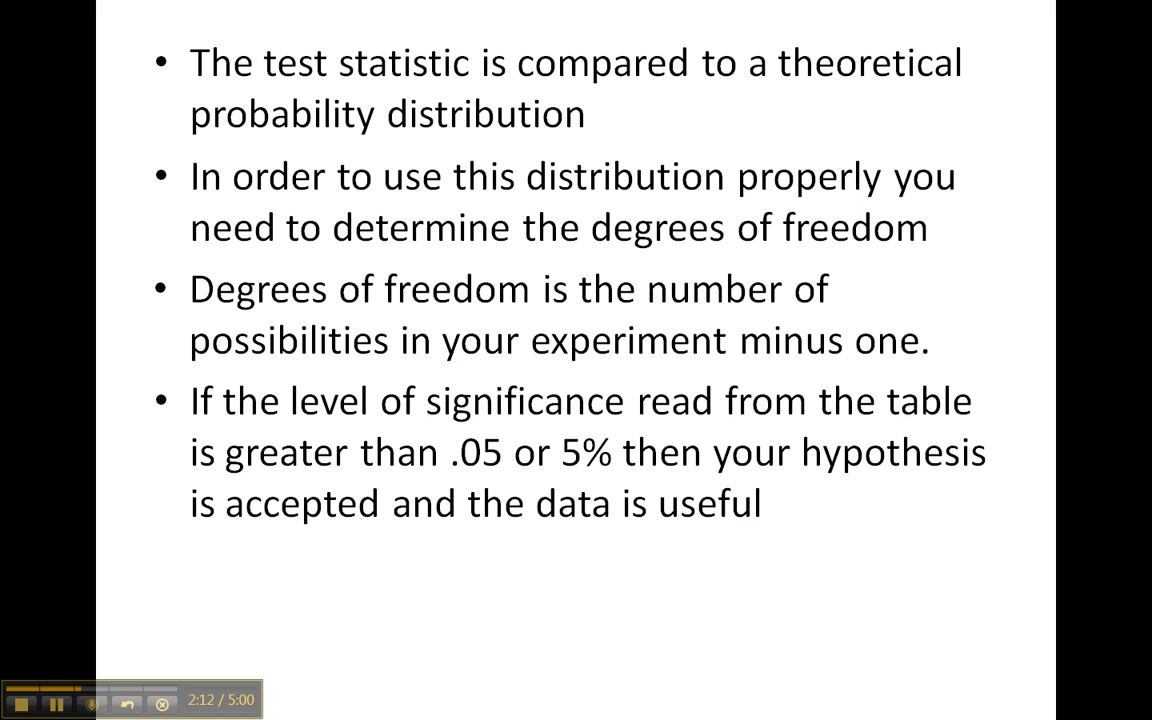 • The test statistic is compared to a theoretical
probability distribution
• In order to use this distribution properly you
need to determine the degrees of freedom
• Degrees of freedom is the number of
possibilities in your experiment minus one.
• If the level of significance read from the table
is greater than .05 or 5% then your hypothesis
is accepted and the data is useful
2:12 / 5:00